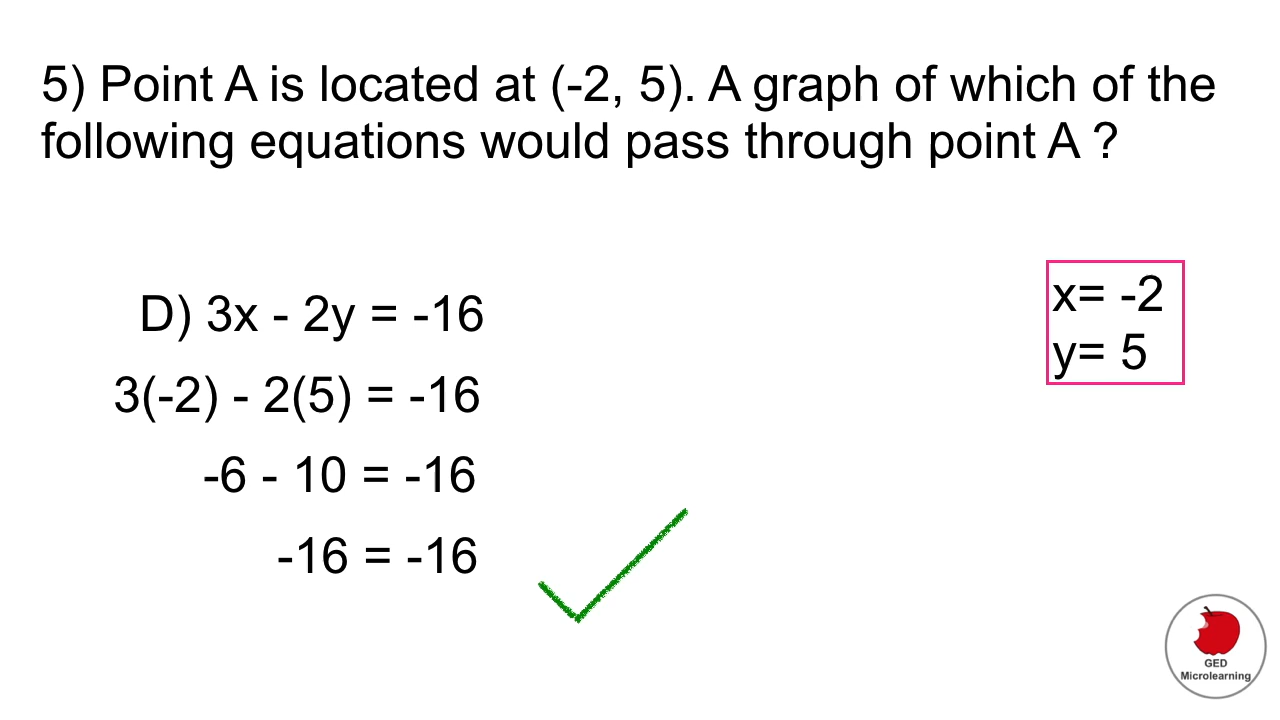 5) Point A is located at (-2, 5). A graph of which of the
following equations would pass through point A ?
D) 3x - 2y = -16
3(-2) - 2(5) = -16
-6 - 10 = -16
-16 = -16
x= -2
y= 5
GED
Microlearning